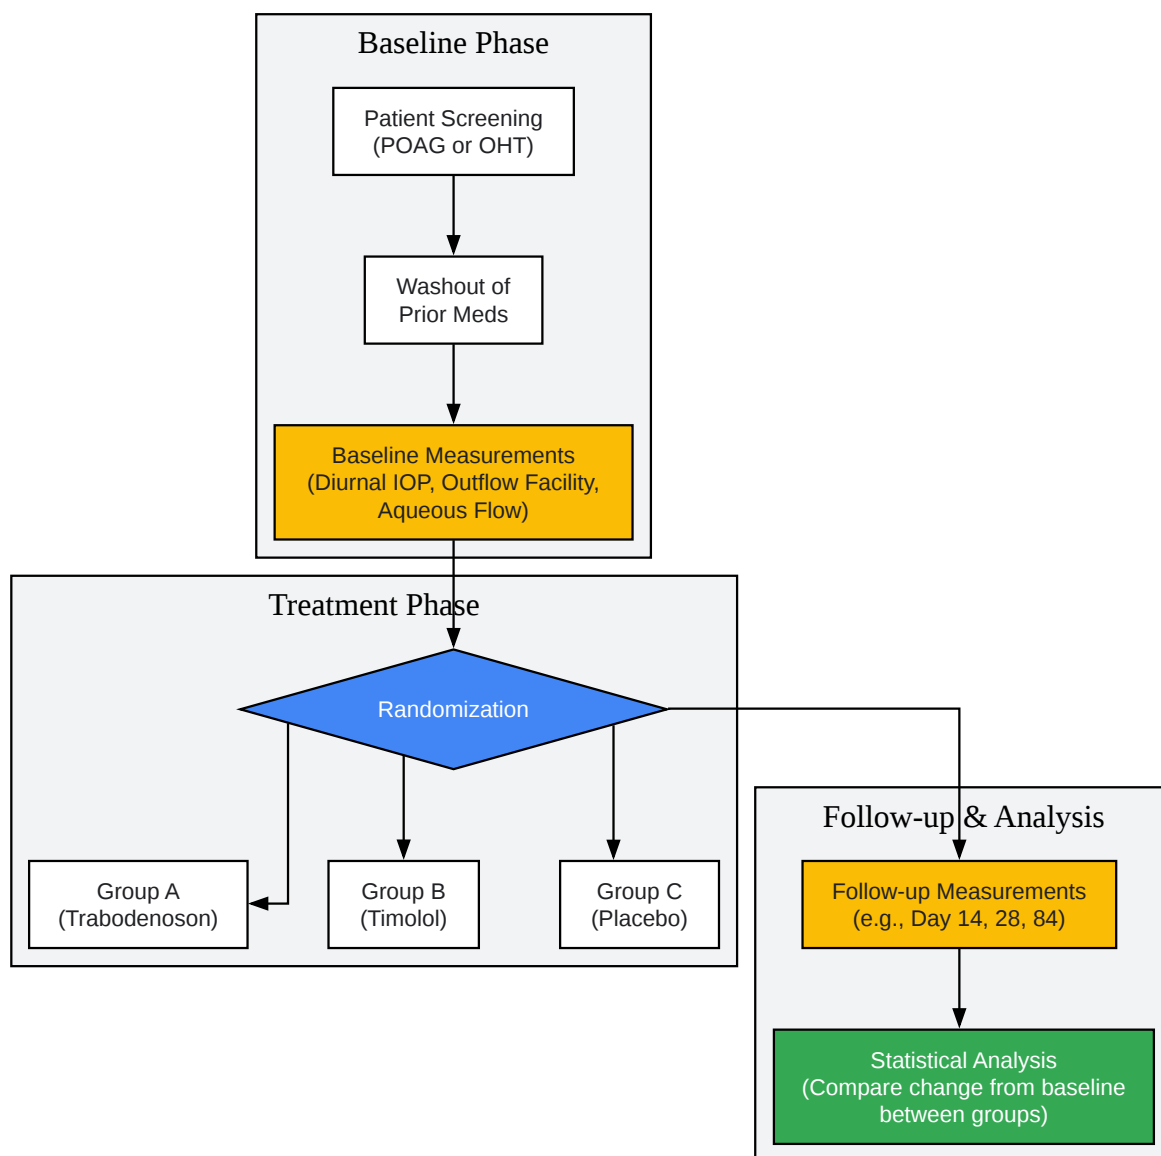 Baseline Phase
Patient Screening
(POAG or OHT)
Washout of
Prior Meds
Baseline Measurements
(Diurnal IOP, Outflow Facility,
Aqueous Flow)
Treatment Phase
Randomization
Group A
(Trabodenoson)
Group B
(Timolol)
Group C
(Placebo)
Follow-up & Analysis
Follow-up Measurements
(e.g., Day 14, 28, 84)
Statistical Analysis
(Compare change from baseline
between groups)